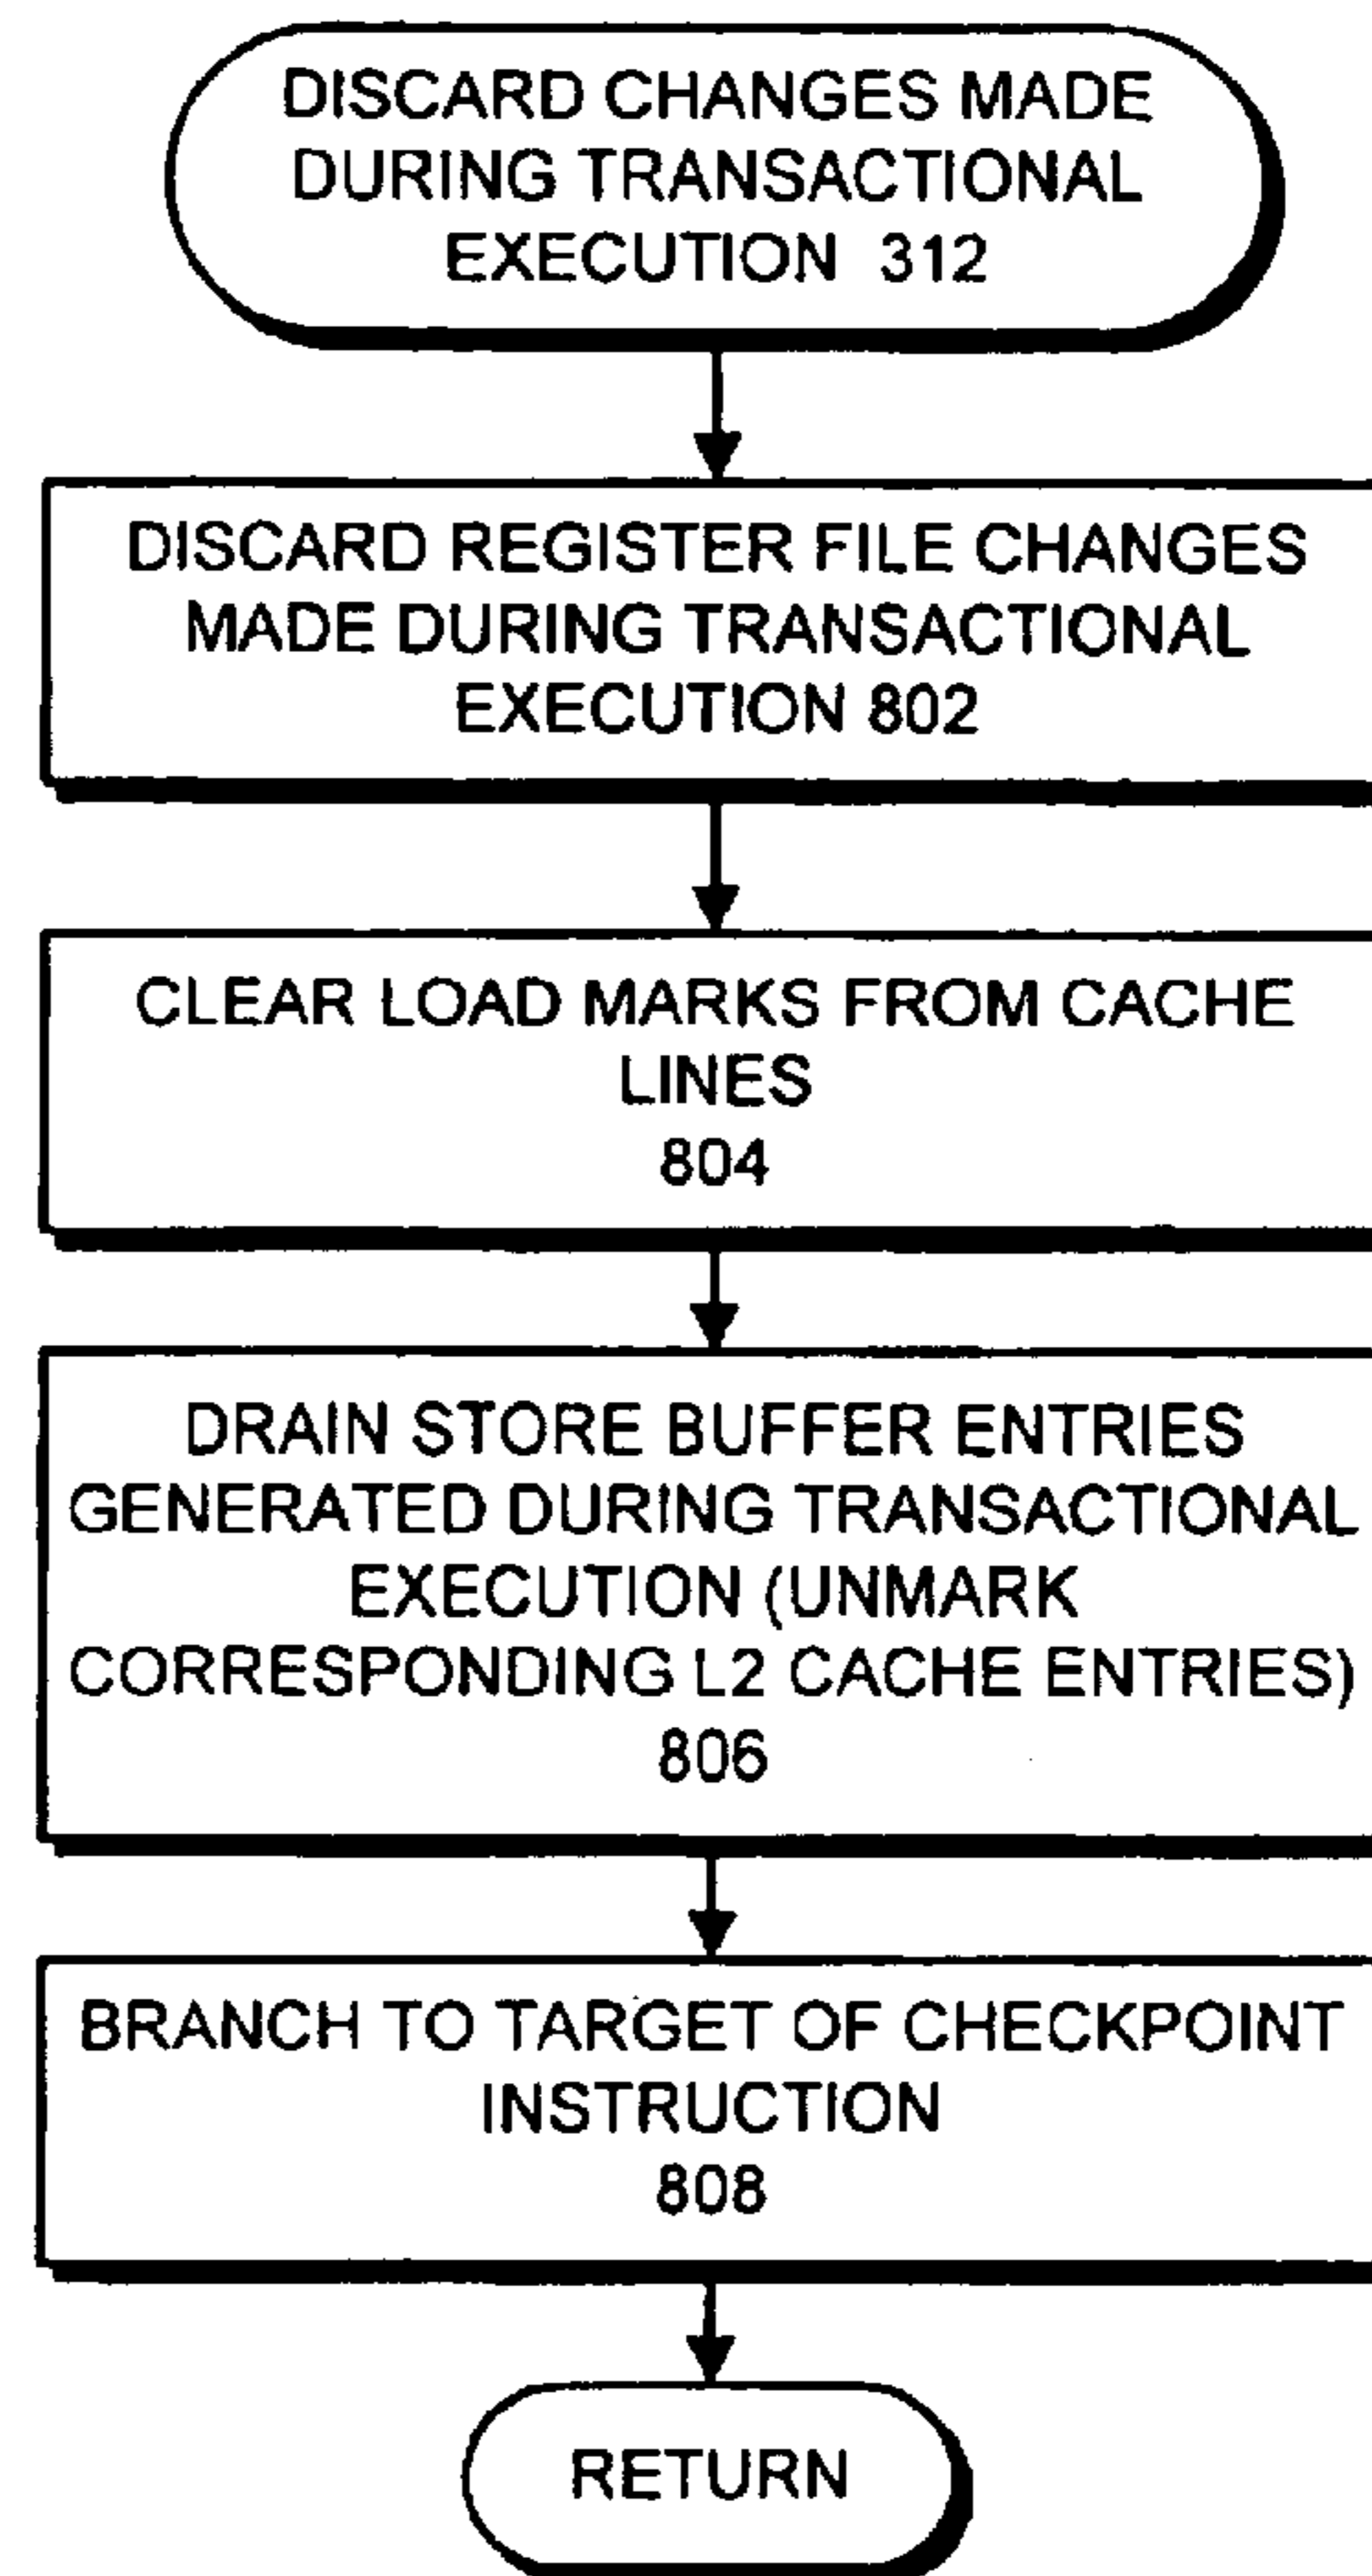 DISCARD CHANGES MADE
DURING TRANSACTIONAL
EXECUTION 312
DISCARD REGISTER FILE CHANGES
MADE DURING TRANSACTIONAL
EXECUTION 802
CLEAR LOAD MARKS FROM CACHE
LINES
804
DRAIN STORE BUFFER ENTRIES
GENERATED DURING TRANSACTIONAL
EXECUTION (UNMARK
CORRESPONDING L2 CACHE ENTRIES)
806
BRANCH TO TARGET OF CHECKPOINT
INSTRUCTION
808
RETURN